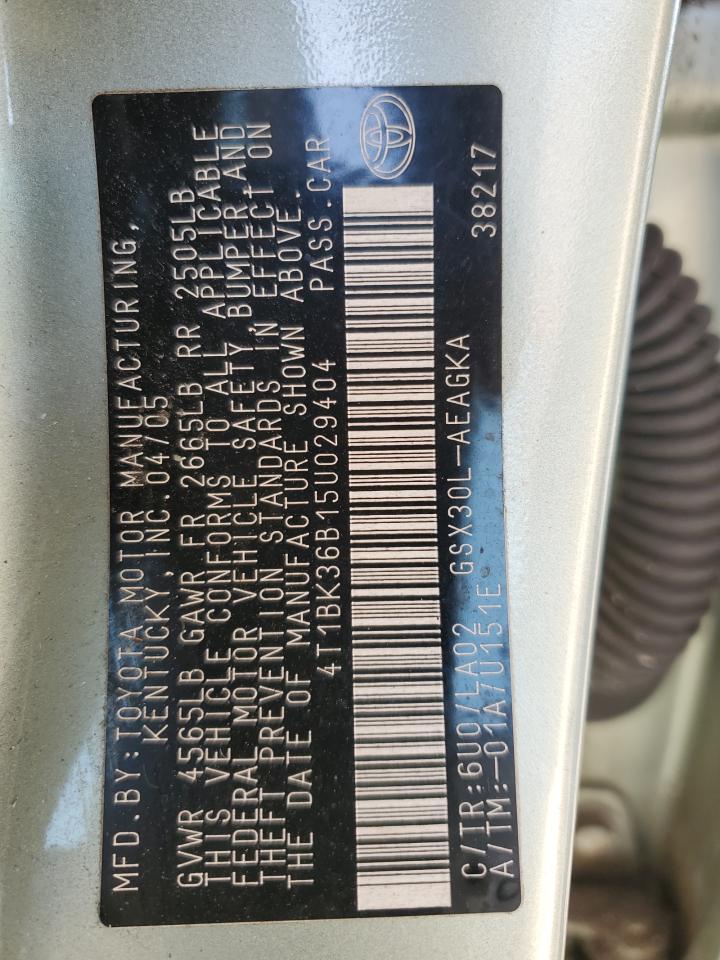 MFD.BY:TOYOTA MOTOR MANUFACTURING,
KENTUCKY, INC. 04/05
GVWR 4565LB GAWR FR 2665LB RR 2505LB
THIS VEHICLE CONFORMS TO ALL APPLICABLE
FEDERAL MOTOR VEHICLE SAFETY, BUMPER, AND
THEFT PREVENTION STANDARDS IN EFFECT ON
THE DATE OF MANUFACTURE SHOWN ABOVE.
4T1BK36B15U029404 PASS.CAR
C/TR:6U0/LA02 GSX30L-AEAGKA
A/TM:-01A/U151E 38217